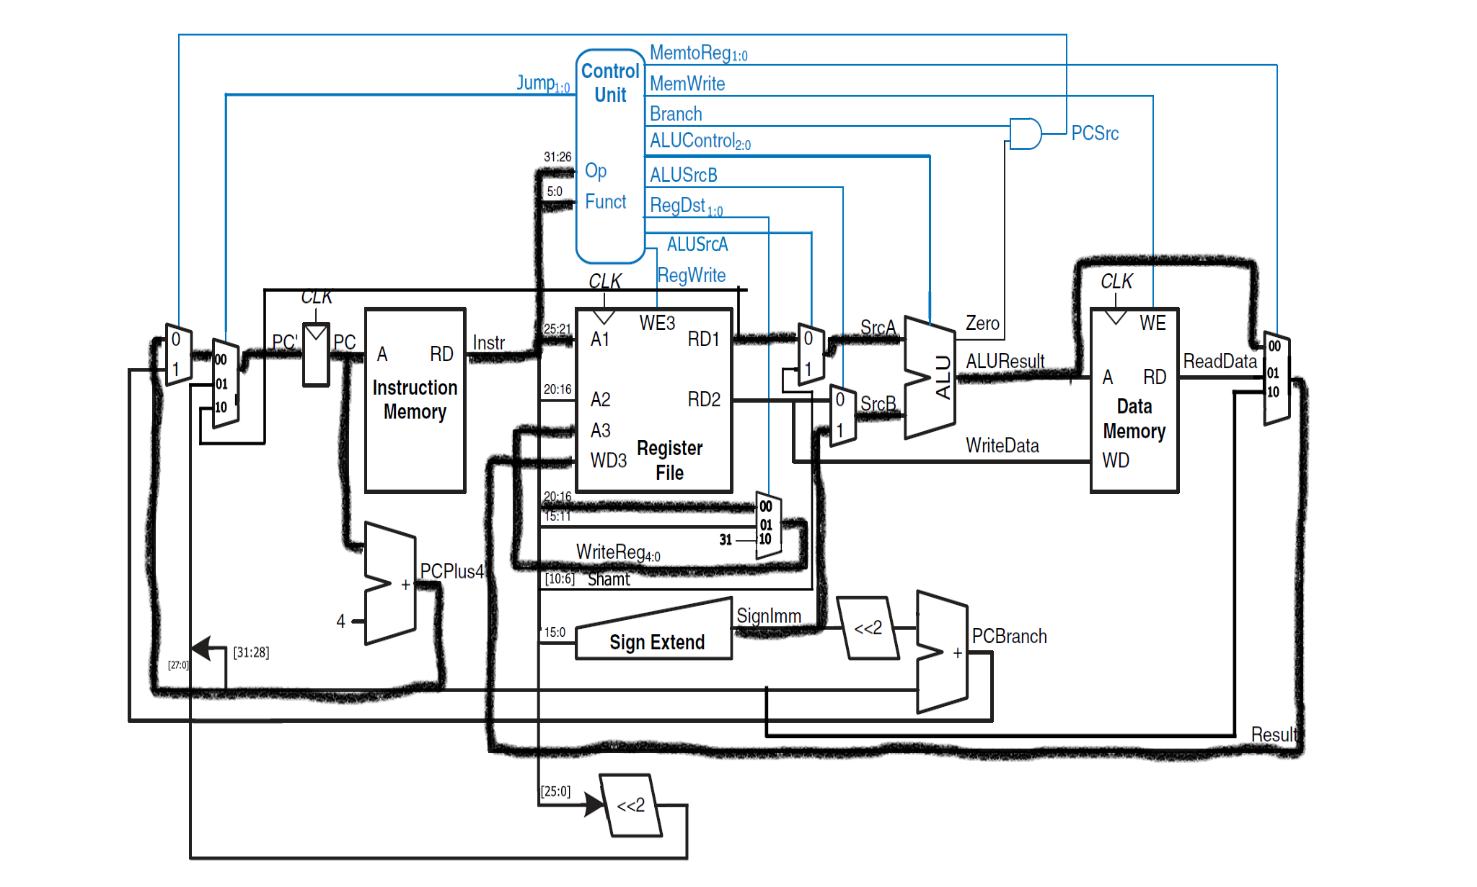 MemtoReg1:0
Control Unit
Jump1:0
MemWrite
Branch
PCSrc
ALUControl2:0
31:26
Op
ALUSrcB
5:0
Funct
RegDst1:0
ALUSrcA
RegWrite
CLK
CLK
CLK
0
1
00
01
10
PC'
PC
A
RD
Instruction
Memory
Instr
25:21
A1
WE3
RD1
20:16
A2
RD2
A3
WD3
Register
File
0
1
SrcA
0
1
SrcB
ALU
Zero
ALUResult
WriteData
WE
A
RD
Data
Memory
WD
ReadData
00
01
10
20:16
15:11
00
01
31
10
WriteReg4:0
[10:6]
Shamt
PCPlus4
+
4
15:0
Sign Extend
SignImm
<<2
+
PCBranch
[31:28]
[27:0]
Result
[25:0]
<<2